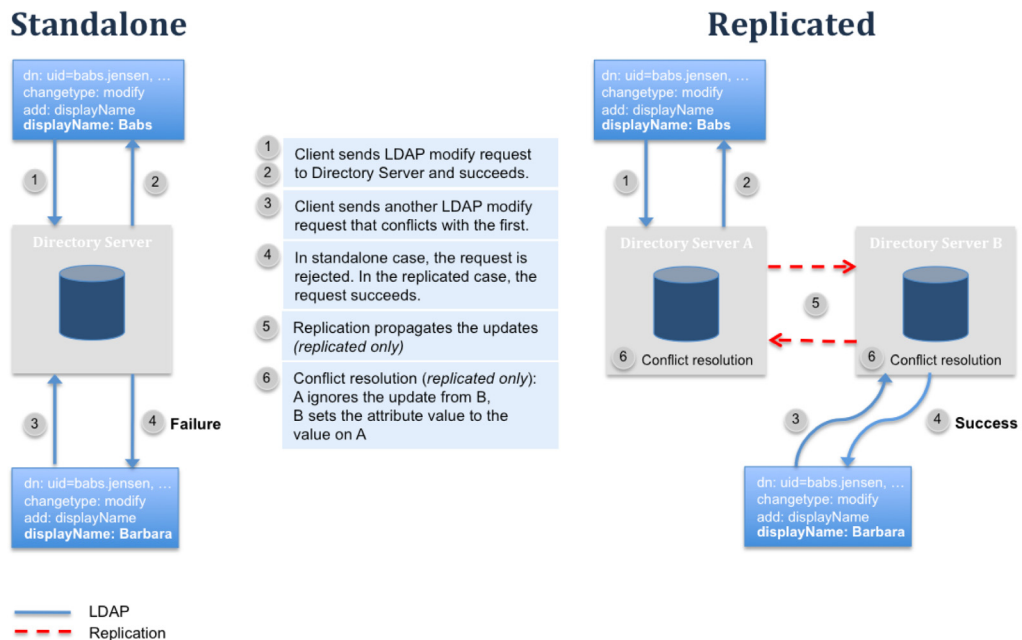 Standalone
Replicated
dn: uid=babs.jensen, …
changetype: modify
add: displayName
displayName: Babs
1
2
Directory Server
3
4 Failure
dn: uid=babs.jensen, …
changetype: modify
add: displayName
displayName: Barbara
1
2
Client sends LDAP modify request
to Directory Server and succeeds.
3
Client sends another LDAP modify
request that conflicts with the first.
4
In standalone case, the request is
rejected. In the replicated case, the
request succeeds.
5
Replication propagates the updates
(replicated only)
6
Conflict resolution (replicated only):
A ignores the update from B,
B sets the attribute value to the
value on A
dn: uid=babs.jensen, …
changetype: modify
add: displayName
displayName: Babs
1
2
Directory Server A
Directory Server B
5
6 Conflict resolution
6 Conflict resolution
3
4 Success
dn: uid=babs.jensen, …
changetype: modify
add: displayName
displayName: Barbara
LDAP
Replication